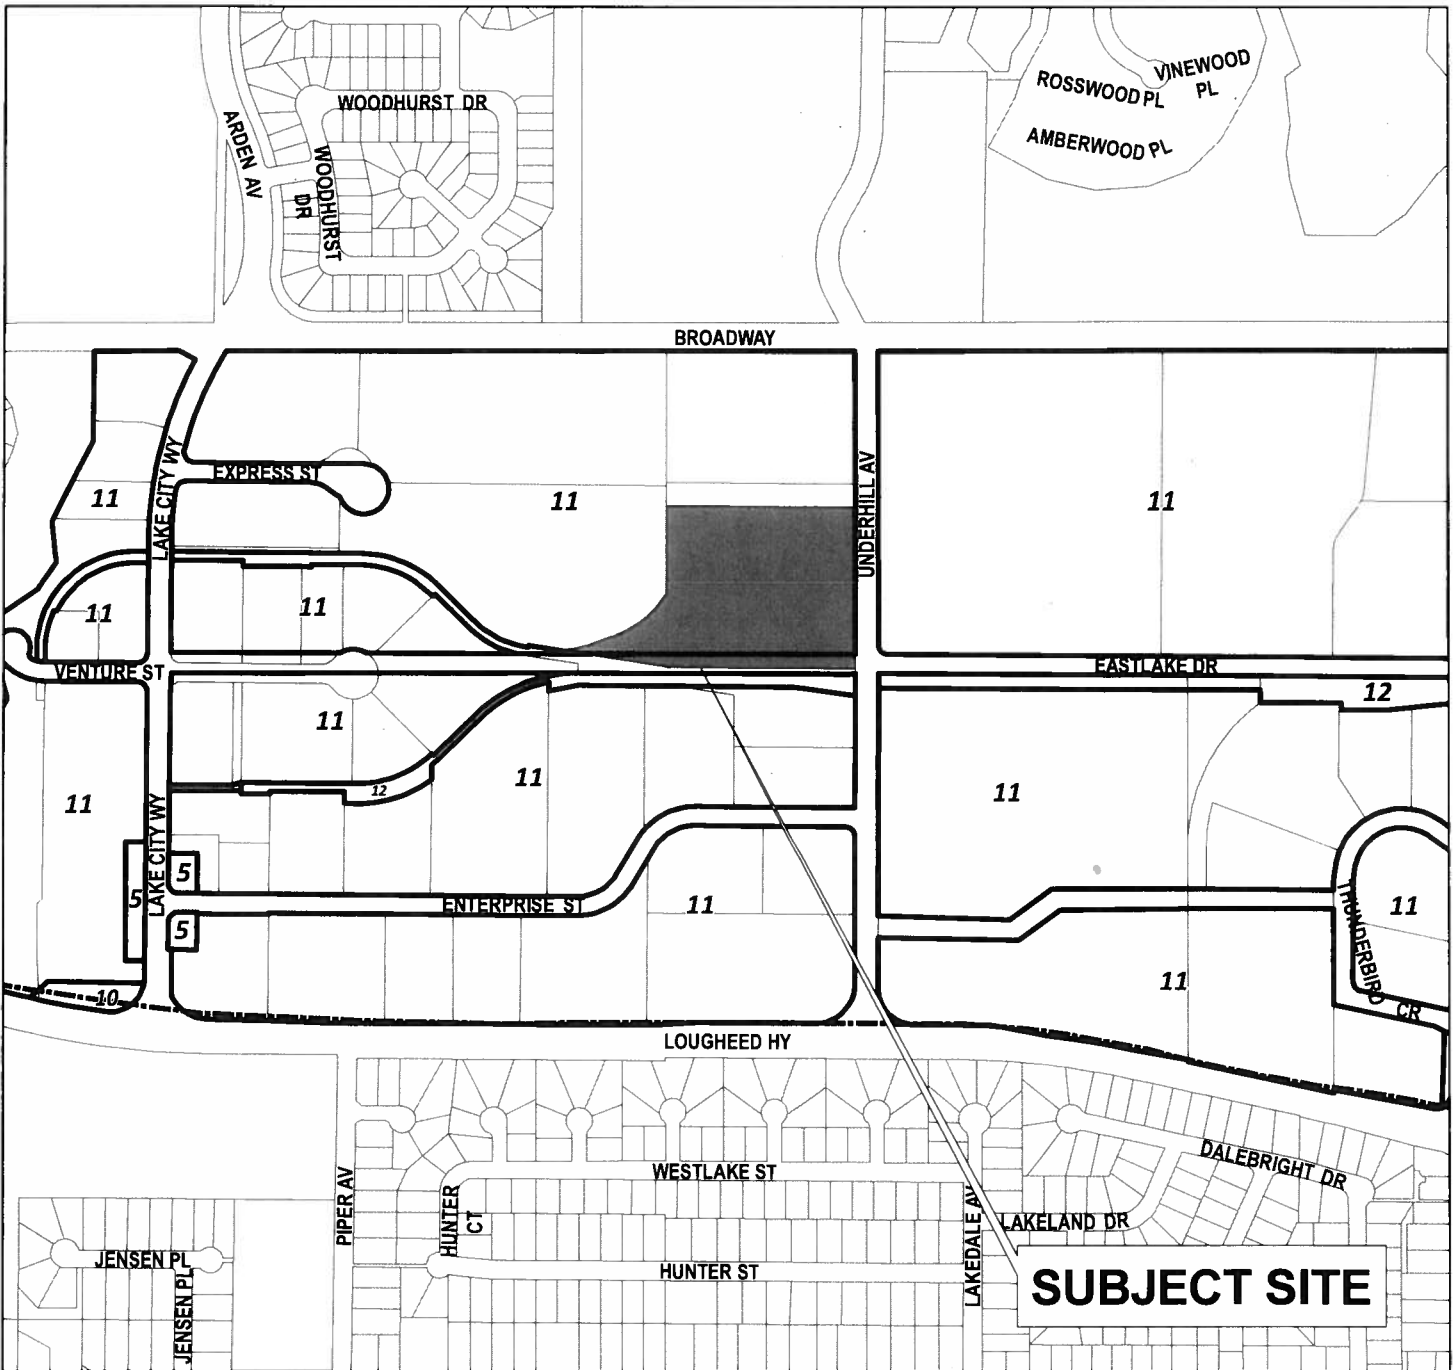 VINEWOOD
PL
ROSSWOOD PL
AMBERWOOD PL
WOODHURST DR
ARDEN AV
WOODHURST
DR
BROADWAY
LAKE CITY WY
EXPRESS ST
UNDERHILL AV
11
11
11
11
11
VENTURE ST
EASTLAKE DR
12
11
11
11
11
12
LAKE CITY WY
5
5
5
ENTERPRISE ST
11
THUNDERBIRD
CR
11
11
10
LOUGHEED HY
PIPER AV
HUNTER
CT
WESTLAKE ST
LAKEDALE AV
LAKELAND DR
DALEBRIGHT DR
JENSEN PL
JENSEN PL
HUNTER ST
SUBJECT SITE